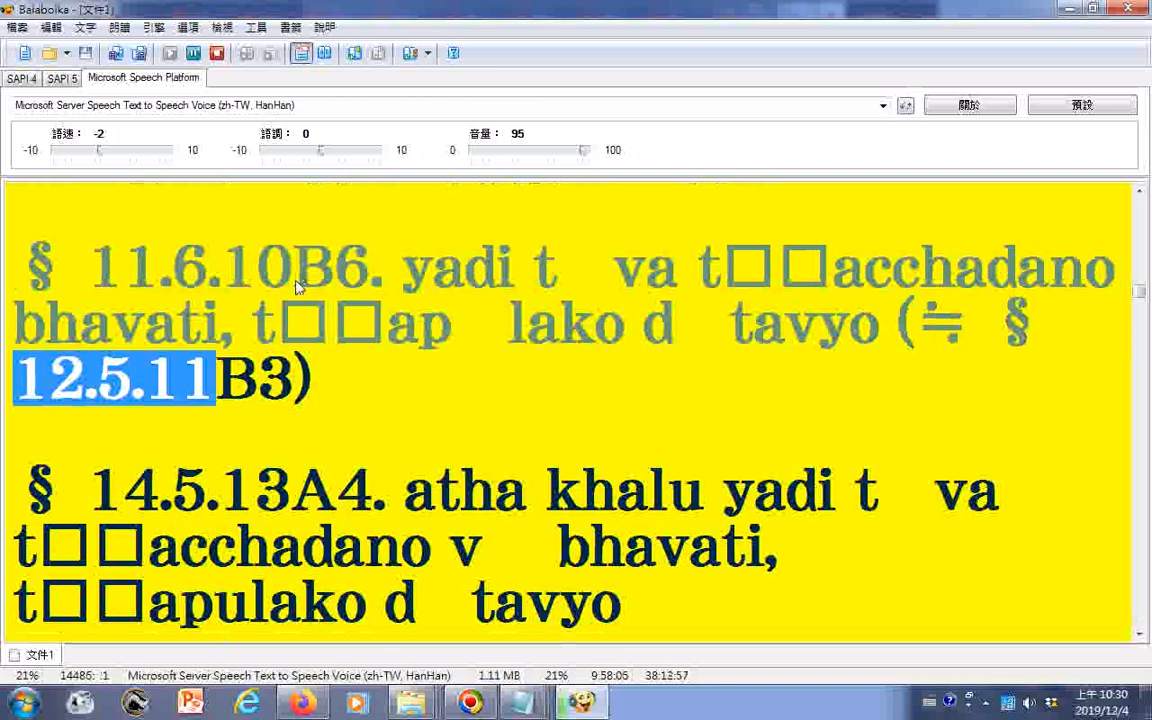 Balabolka - [文件1]
檔案 編輯 文字 朗讀 引擎 選項 檢視 工具 書籤 說明
SAPI 4 SAPI 5 Microsoft Speech Platform
Microsoft Server Speech Text to Speech Voice (zh-TW, HanHan) 關於 預設
語速： -2 語調： 0 音量： 95
-10 10 -10 10 0 100
§ 11.6.10B6. yadi t va t□□acchadano
bhavati, t□□ap lako d tavyo (≒ §
12.5.11B3)
§ 14.5.13A4. atha khalu yadi t va
t□□acchadano v bhavati,
t□□apulako d tavyo
文件1
21% 14486: :1 Microsoft Server Speech Text to Speech Voice (zh-TW, HanHan) 1.11 MB 21% 9:58:05 38:13:57
上午 10:30
2019/12/4